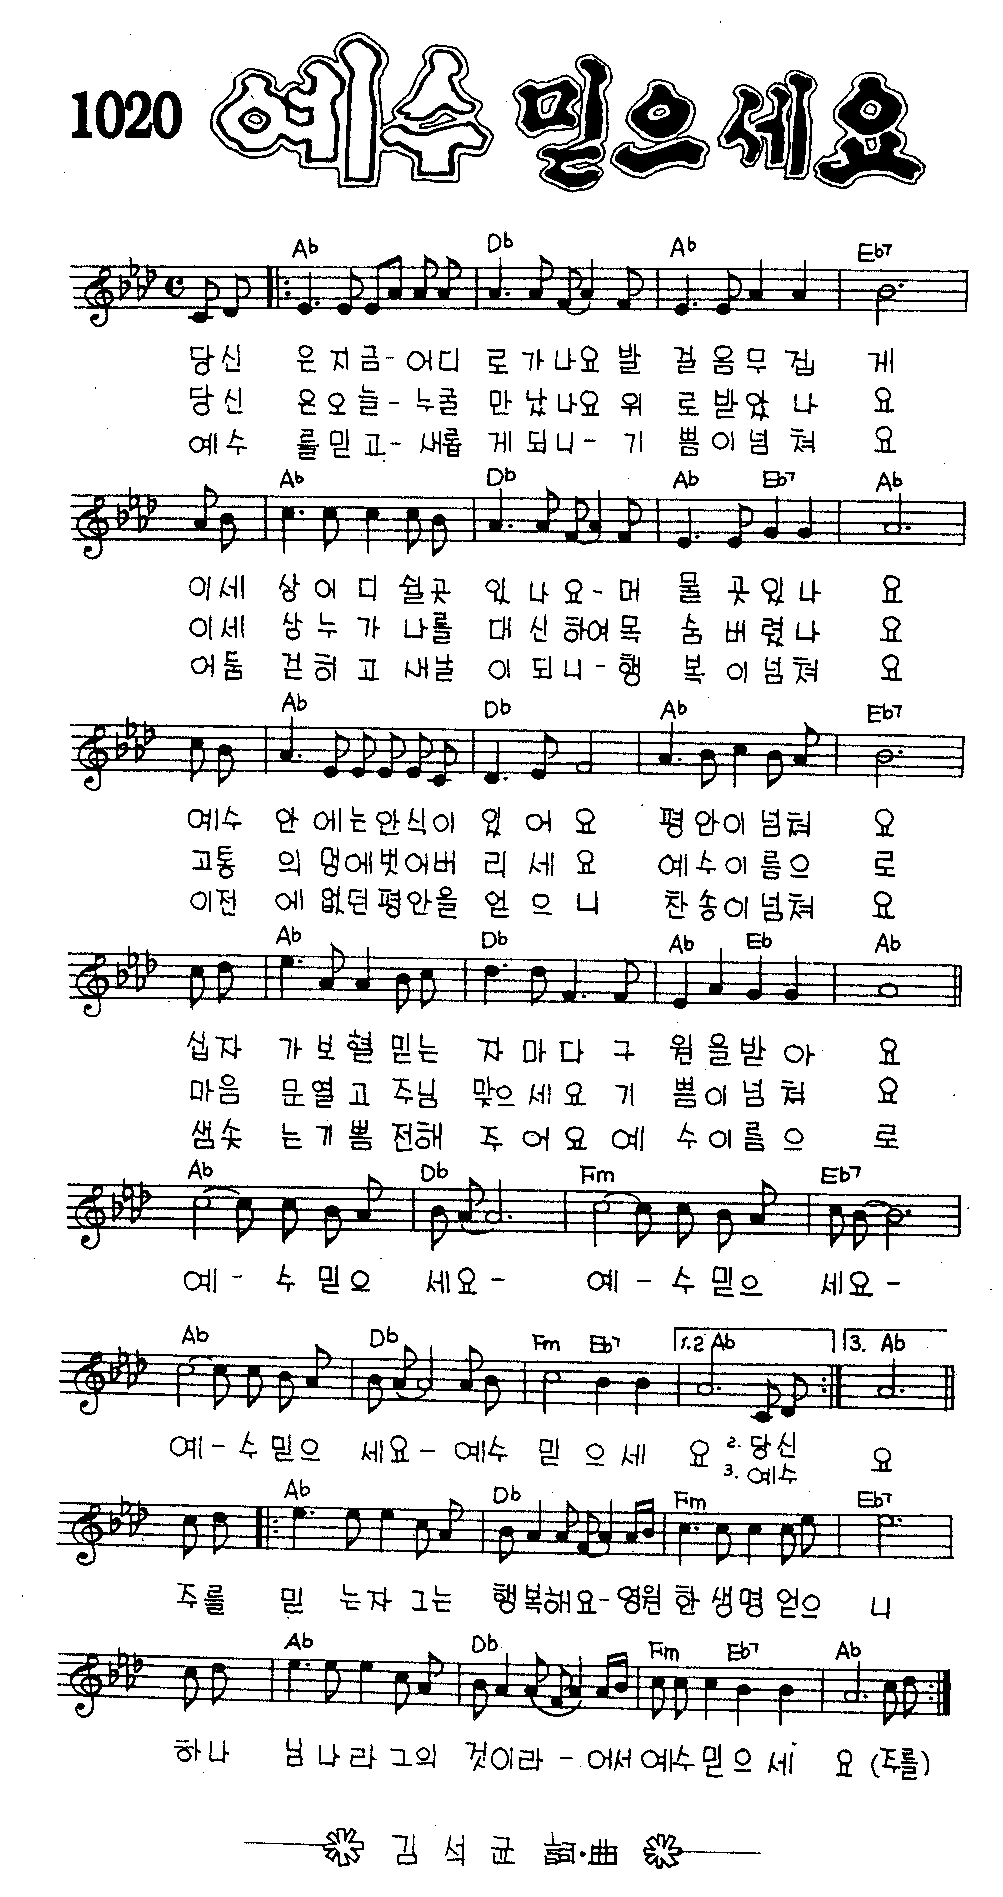 1020 예수 믿으세요
Ab Db Ab Eb7
당신 은지금-어디 로가나요발 걸음무겁 게
당신 은오늘-누굴 만났나요위 로받았나 요
예수 를믿고-새롭 게되니-기 쁨이넘쳐 요
Ab Db Ab Eb7 Ab
이세 상어디쉴곳 있나요-머 물곳있나 요
이세 상누가나를 대신하여목 숨버렸나 요
어둠 걷히고새날 이되니-행 복이넘쳐 요
Ab Db Ab Eb7
예수 안에는안식이 있어요 평안이넘쳐 요
고통 의멍에벗어버 리세요 예수이름으 로
이전 에없던평안을 얻으니 찬송이넘쳐 요
Ab Db Ab Eb Ab
십자 가보혈믿는 자마다구 원을받아 요
마음 문열고주님 맞으세요기 쁨이넘쳐 요
샘솟 는기쁨전해 주어요예 수이름으 로
Ab Db Fm Eb7
예- 수믿으 세요- 예-수믿으 세요-
Ab Db Fm Eb7 1.2 Ab 3. Ab
예-수믿으 세요-예수 믿으세 요 2.당신 요
3.예수
Ab Db Fm Eb7
주를 믿는자그는 행복해요-영원한생명얻으 니
Ab Db Fm Eb7 Ab
하나 님나라그의 것이라-어서예수믿으세 요(주를)
김석균 詞·曲